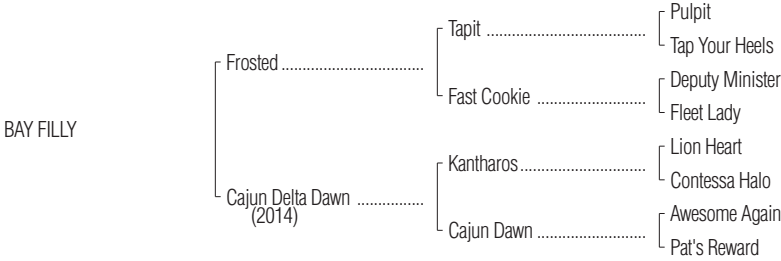 Pulpit
Tapit ....................................
Tap Your Heels
Frosted ................................
Deputy Minister
Fast Cookie ...........................
Fleet Lady
BAY FILLY
Lion Heart
Kantharos ..............................
Contessa Halo
Cajun Delta Dawn ...............
(2014)
Awesome Again
Cajun Dawn ..........................
Pat's Reward